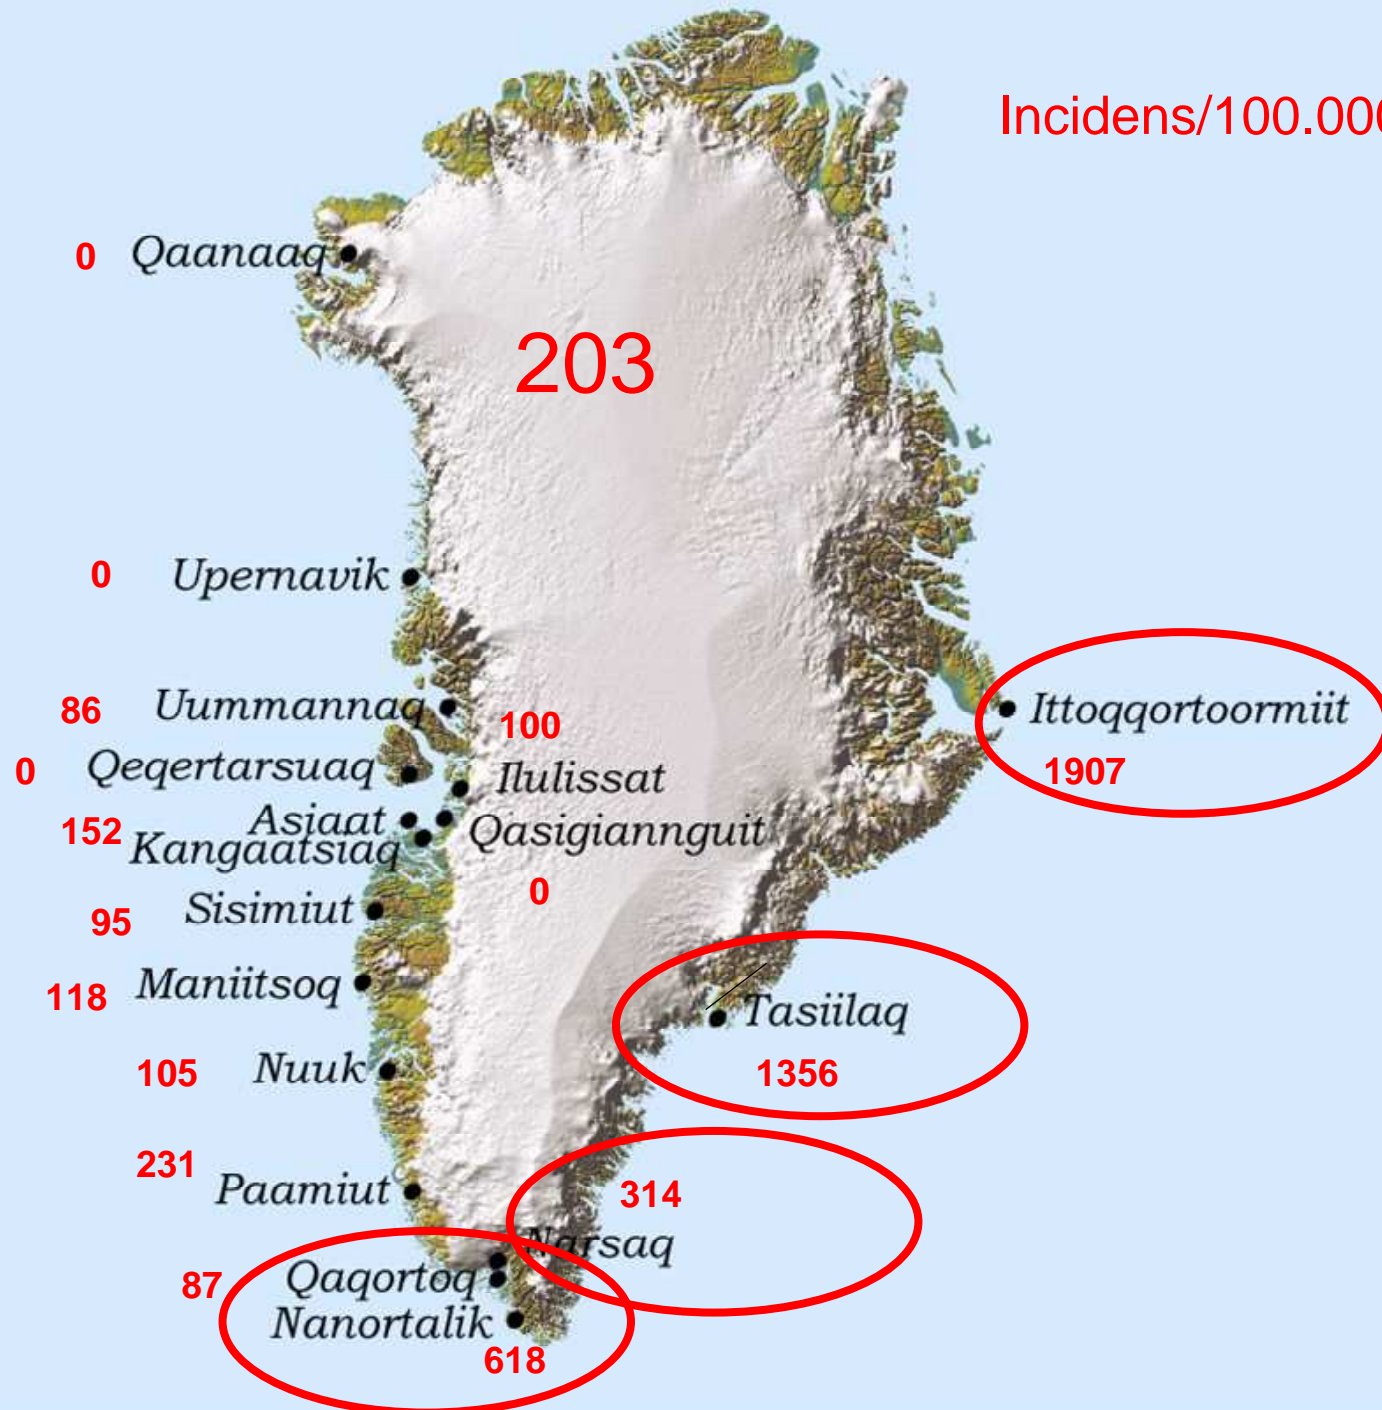 Incidens/100.000
0 Qaanaaq
203
0 Upernavik
86 Uummannaq
100
Ittoqqortoormiit
1907
0 Qeqertarsuaq
Ilulissat
152 Asiaat
Qasigiannguit
Kangaatsiaq
0
95 Sisimiut
118 Maniitsoq
Tasiilaq
1356
105 Nuuk
231 Paamiut
314
Narsaq
87 Qaqortoq
Nanortalik
618